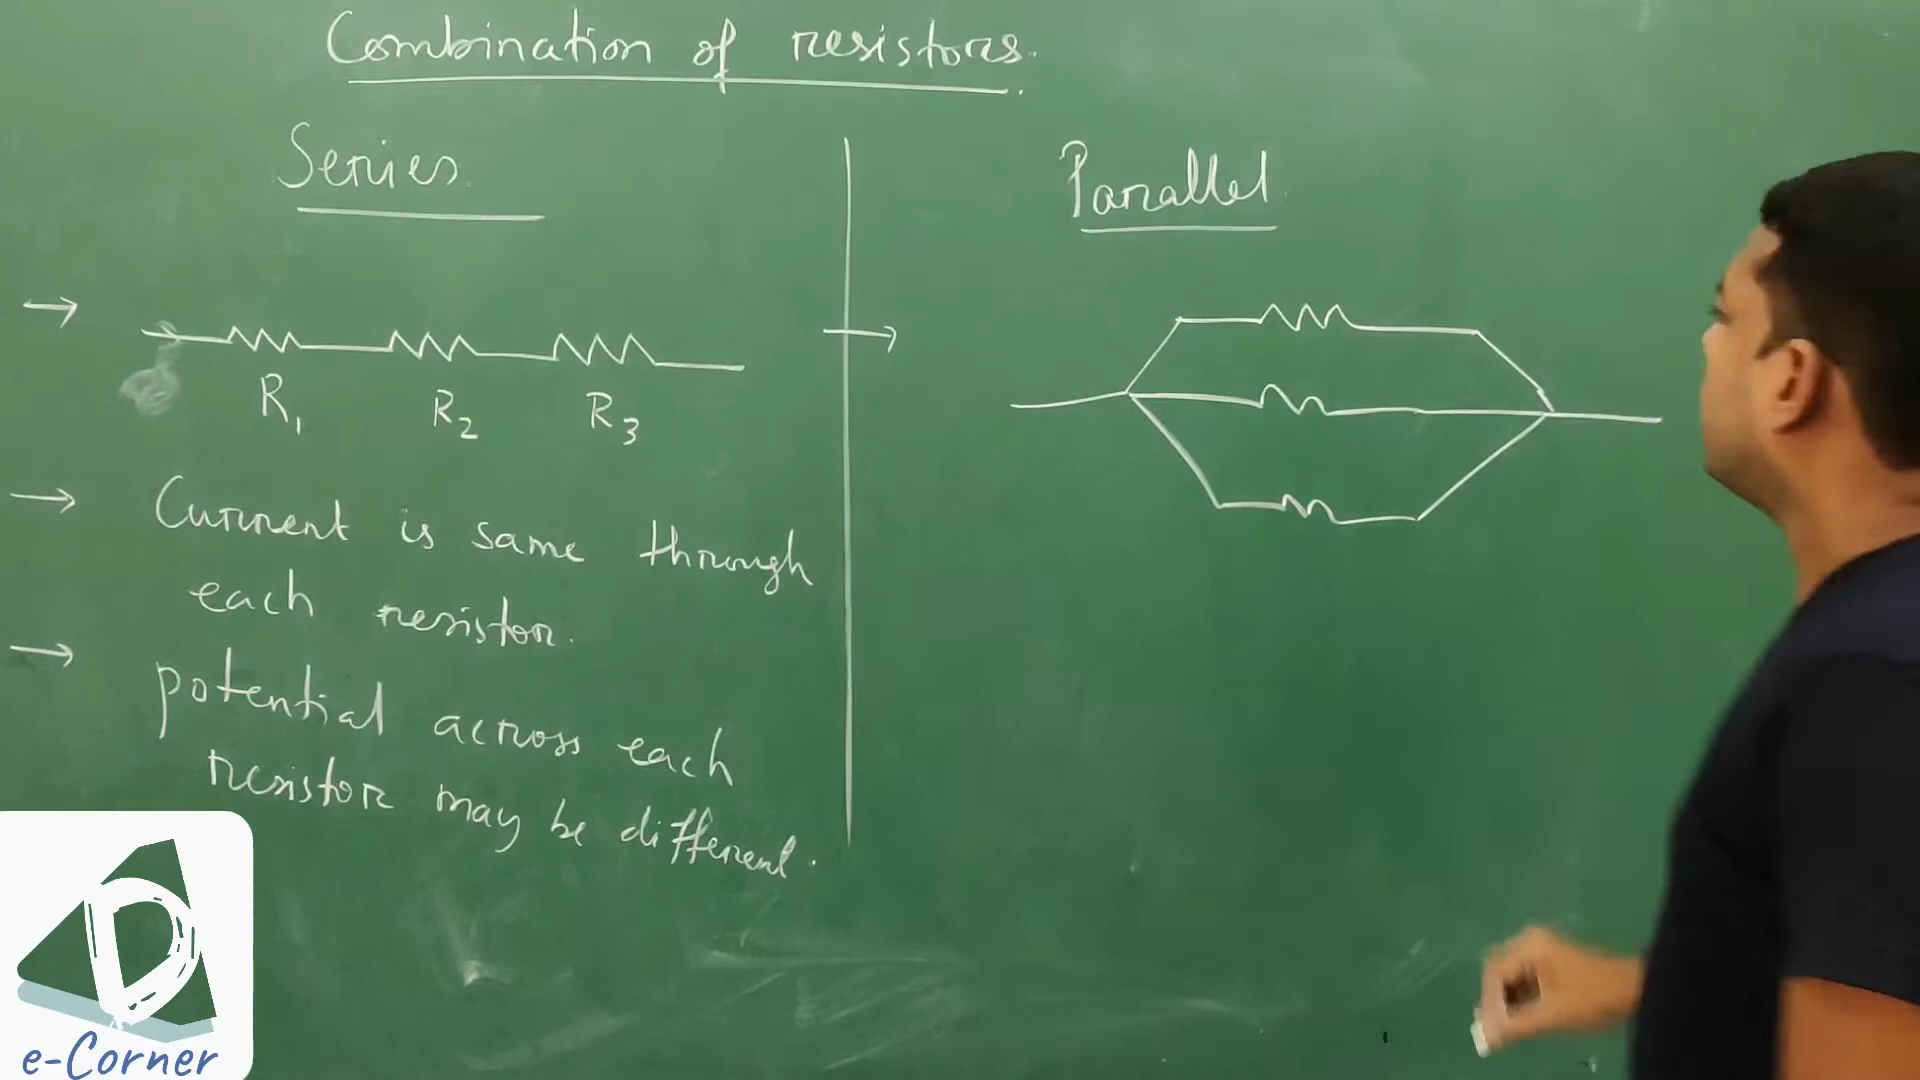 Combination of resistors.
Series
R1 R2 R3
→ Current is same through
each resistor.
→ potential across each
resistor may be different.
Parallel
D
e-Corner